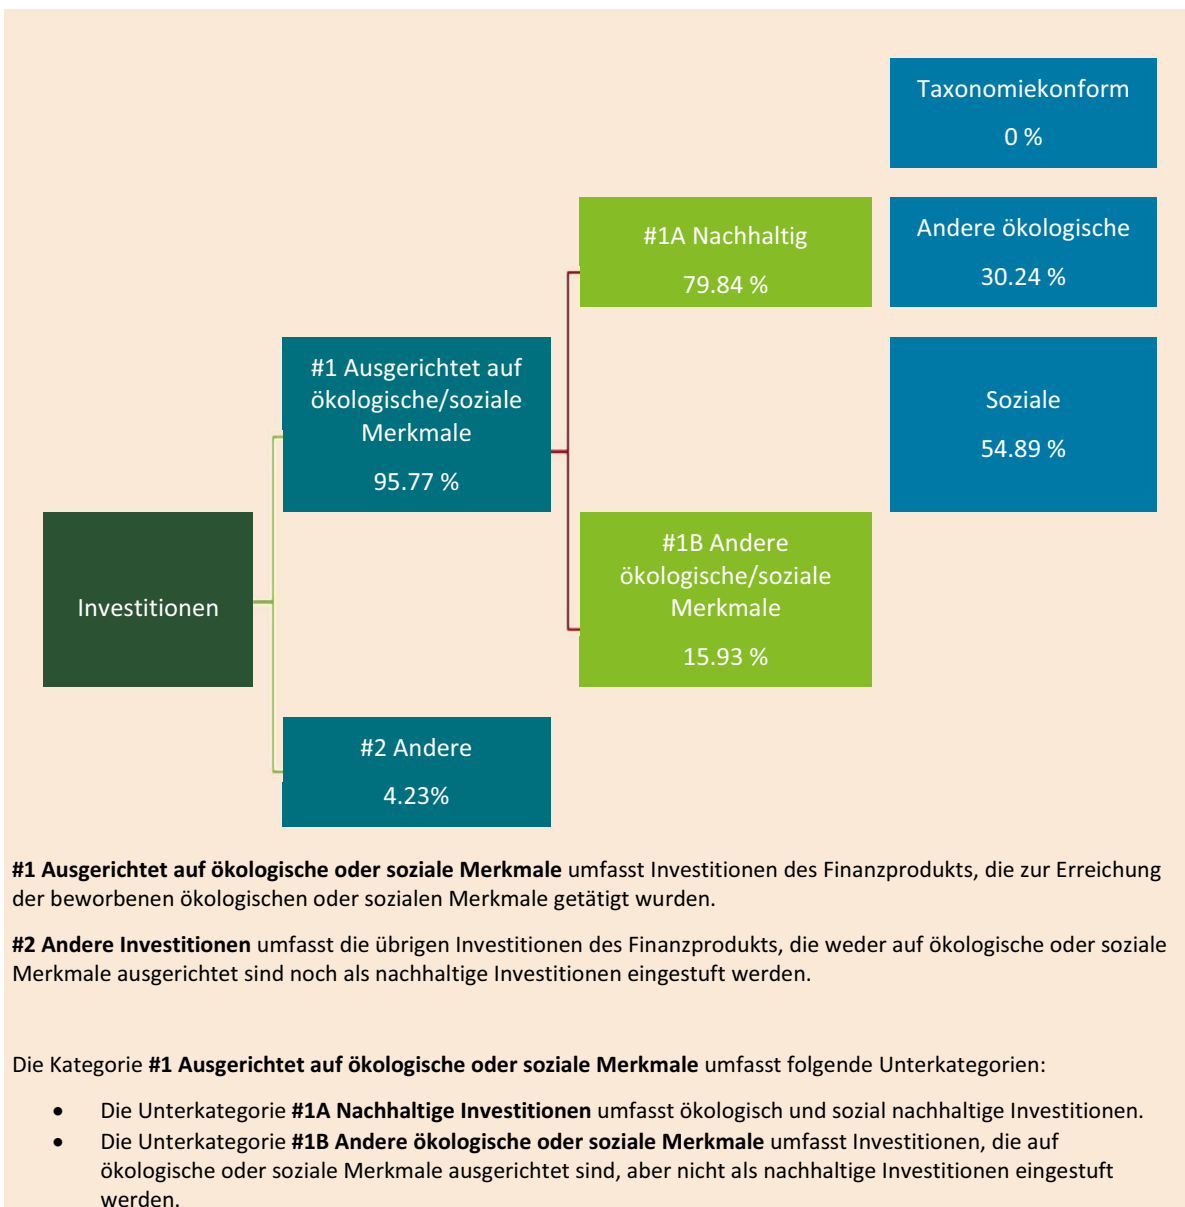 Taxonomiekonform
0 %
#1A Nachhaltig
79.84 %
Andere ökologische
30.24 %
#1 Ausgerichtet auf
ökologische/soziale
Merkmale
95.77 %
Soziale
54.89 %
Investitionen
#1B Andere
ökologische/soziale
Merkmale
15.93 %
#2 Andere
4.23%
#1 Ausgerichtet auf ökologische oder soziale Merkmale umfasst Investitionen des Finanzprodukts, die zur Erreichung
der beworbenen ökologischen oder sozialen Merkmale getätigt wurden.
#2 Andere Investitionen umfasst die übrigen Investitionen des Finanzprodukts, die weder auf ökologische oder soziale
Merkmale ausgerichtet sind noch als nachhaltige Investitionen eingestuft werden.
Die Kategorie #1 Ausgerichtet auf ökologische oder soziale Merkmale umfasst folgende Unterkategorien:
• Die Unterkategorie #1A Nachhaltige Investitionen umfasst ökologisch und sozial nachhaltige Investitionen.
• Die Unterkategorie #1B Andere ökologische oder soziale Merkmale umfasst Investitionen, die auf
ökologische oder soziale Merkmale ausgerichtet sind, aber nicht als nachhaltige Investitionen eingestuft
werden.